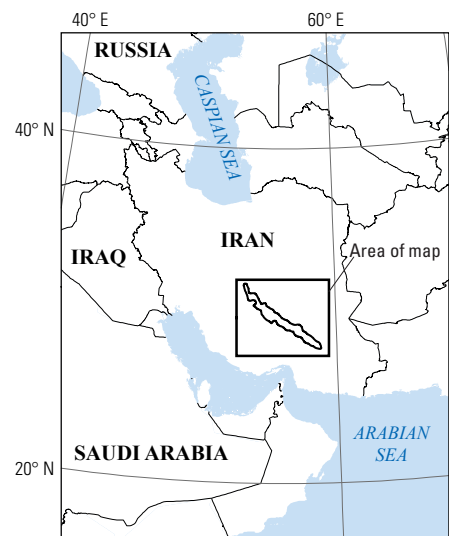 40° E
60° E
RUSSIA
CASPIAN SEA
40° N
IRAN
IRAQ
Area of map
SAUDI ARABIA
ARABIAN
SEA
20° N